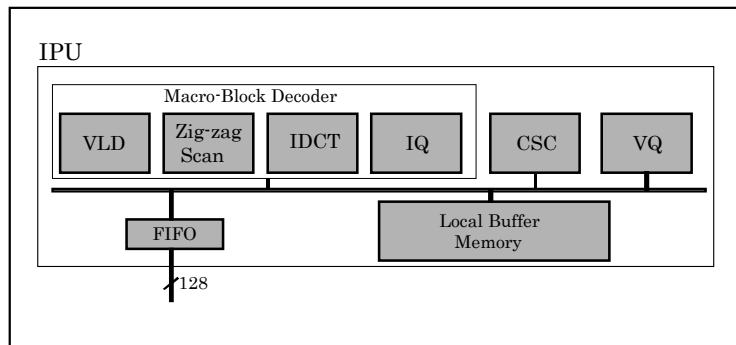 IPU
Macro-Block Decoder
VLD
Zig-zag
Scan
IDCT
IQ
CSC
VQ
FIFO
Local Buffer
Memory
128